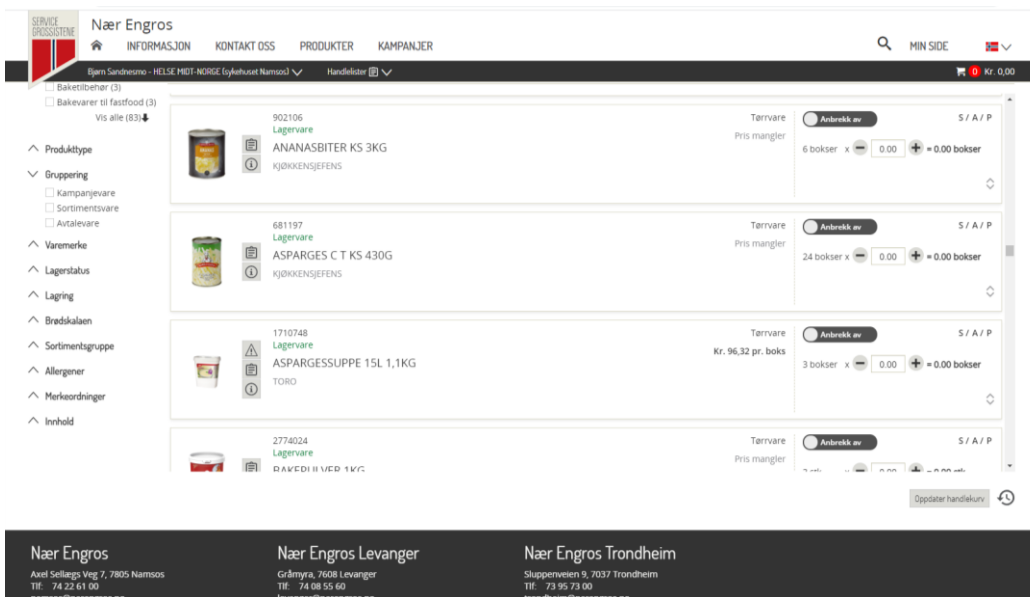 SERVICE
GROSSISTENE
Nær Engros
INFORMASJON KONTAKT OSS PRODUKTER KAMPANJER
MIN SIDE
Bjørn Sandnesmo - HELSE MIDT-NORGE (sykehuset Namsos) Handlelister
0 Kr. 0,00
Baketilbehør (3)
Bakevarer til fastfood (3)
Vis alle (83)
Produkttype
Gruppering
Kampanjevare
Sortimentsvare
Avtalevare
Varemerke
Lagerstatus
Lagring
Brødskalaen
Sortimentsgruppe
Allergener
Merkeordninger
Innhold
902106
Lagervare
ANANASBITER KS 3KG
KJØKKENSJEFENS
Tørrvare
Pris mangler
Anbrekk av
S / A / P
6 bokser x 0.00 = 0.00 bokser
681197
Lagervare
ASPARGES C T KS 430G
KJØKKENSJEFENS
Tørrvare
Pris mangler
Anbrekk av
S / A / P
24 bokser x 0.00 = 0.00 bokser
1710748
Lagervare
ASPARGESSUPPE 15L 1,1KG
TORO
Tørrvare
Kr. 96,32 pr. boks
Anbrekk av
S / A / P
3 bokser x 0.00 = 0.00 bokser
2774024
Lagervare
BAKEPULVER 1KG
Tørrvare
Pris mangler
Anbrekk av
S / A / P
x 0.00 = 0.00 stk
Oppdater handlekurv
Nær Engros
Axel Sellægs Veg 7, 7805 Namsos
Tlf: 74 22 61 00
Nær Engros Levanger
Gråmyra, 7608 Levanger
Tlf: 74 08 55 60
Nær Engros Trondheim
Sluppenveien 9, 7037 Trondheim
Tlf: 73 95 73 00